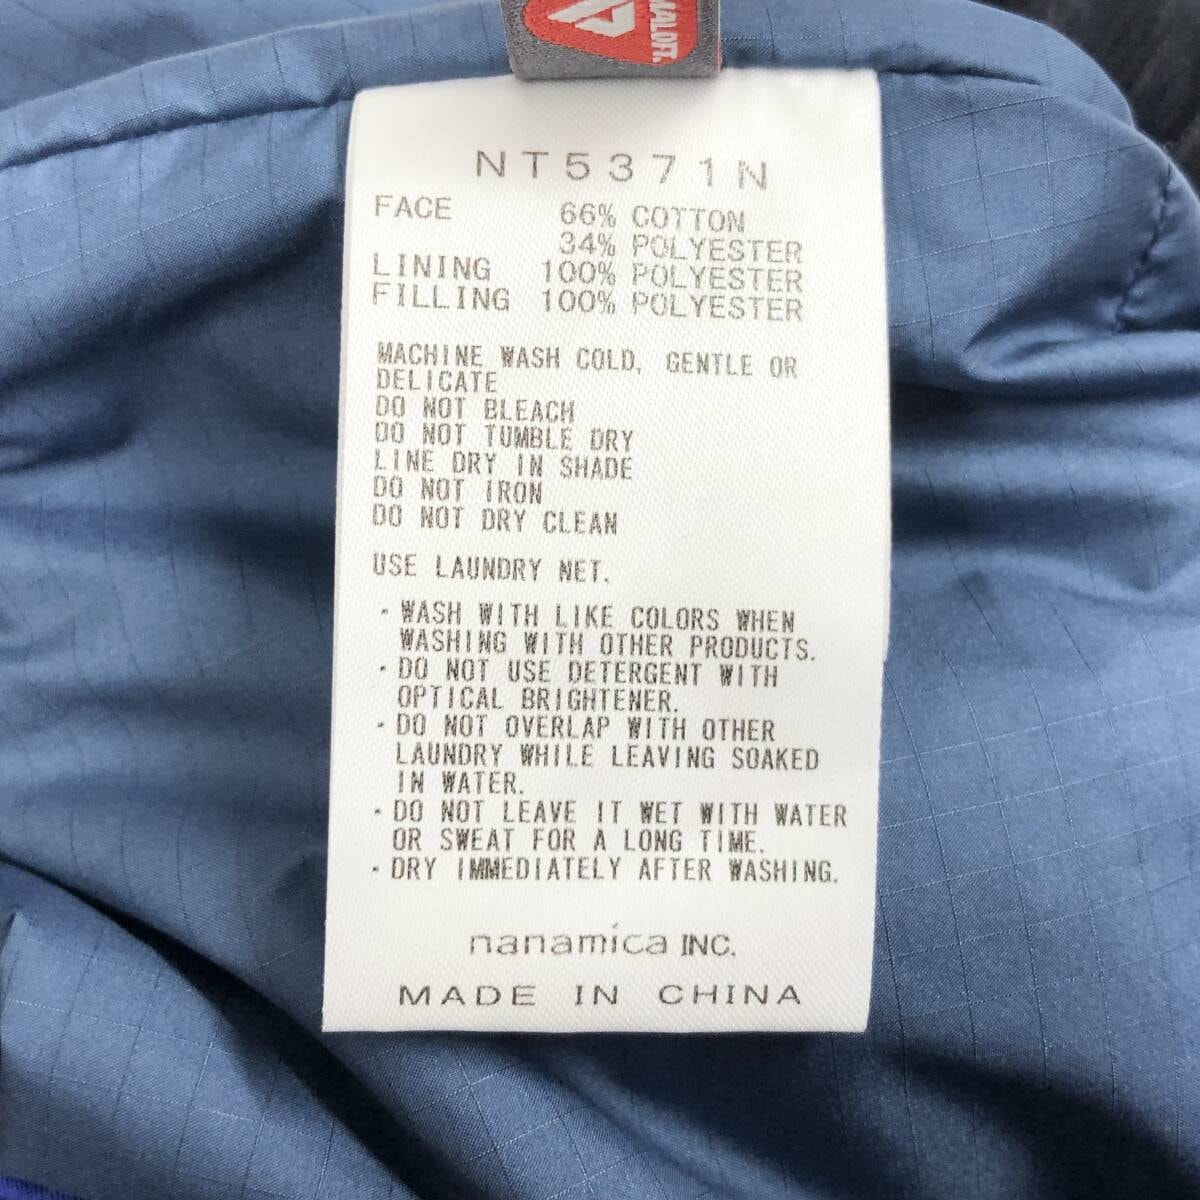 NT5371N
FACE 66% COTTON
34% POLYESTER
LINING 100% POLYESTER
FILLING 100% POLYESTER
MACHINE WASH COLD, GENTLE OR
DELICATE
DO NOT BLEACH
DO NOT TUMBLE DRY
LINE DRY IN SHADE
DO NOT IRON
DO NOT DRY CLEAN
USE LAUNDRY NET.
· WASH WITH LIKE COLORS WHEN
WASHING WITH OTHER PRODUCTS.
· DO NOT USE DETERGENT WITH
OPTICAL BRIGHTENER.
· DO NOT OVERLAP WITH OTHER
LAUNDRY WHILE LEAVING SOAKED
IN WATER.
· DO NOT LEAVE IT WET WITH WATER
OR SWEAT FOR A LONG TIME.
· DRY IMMEDIATELY AFTER WASHING.
nanamica INC.
MADE IN CHINA